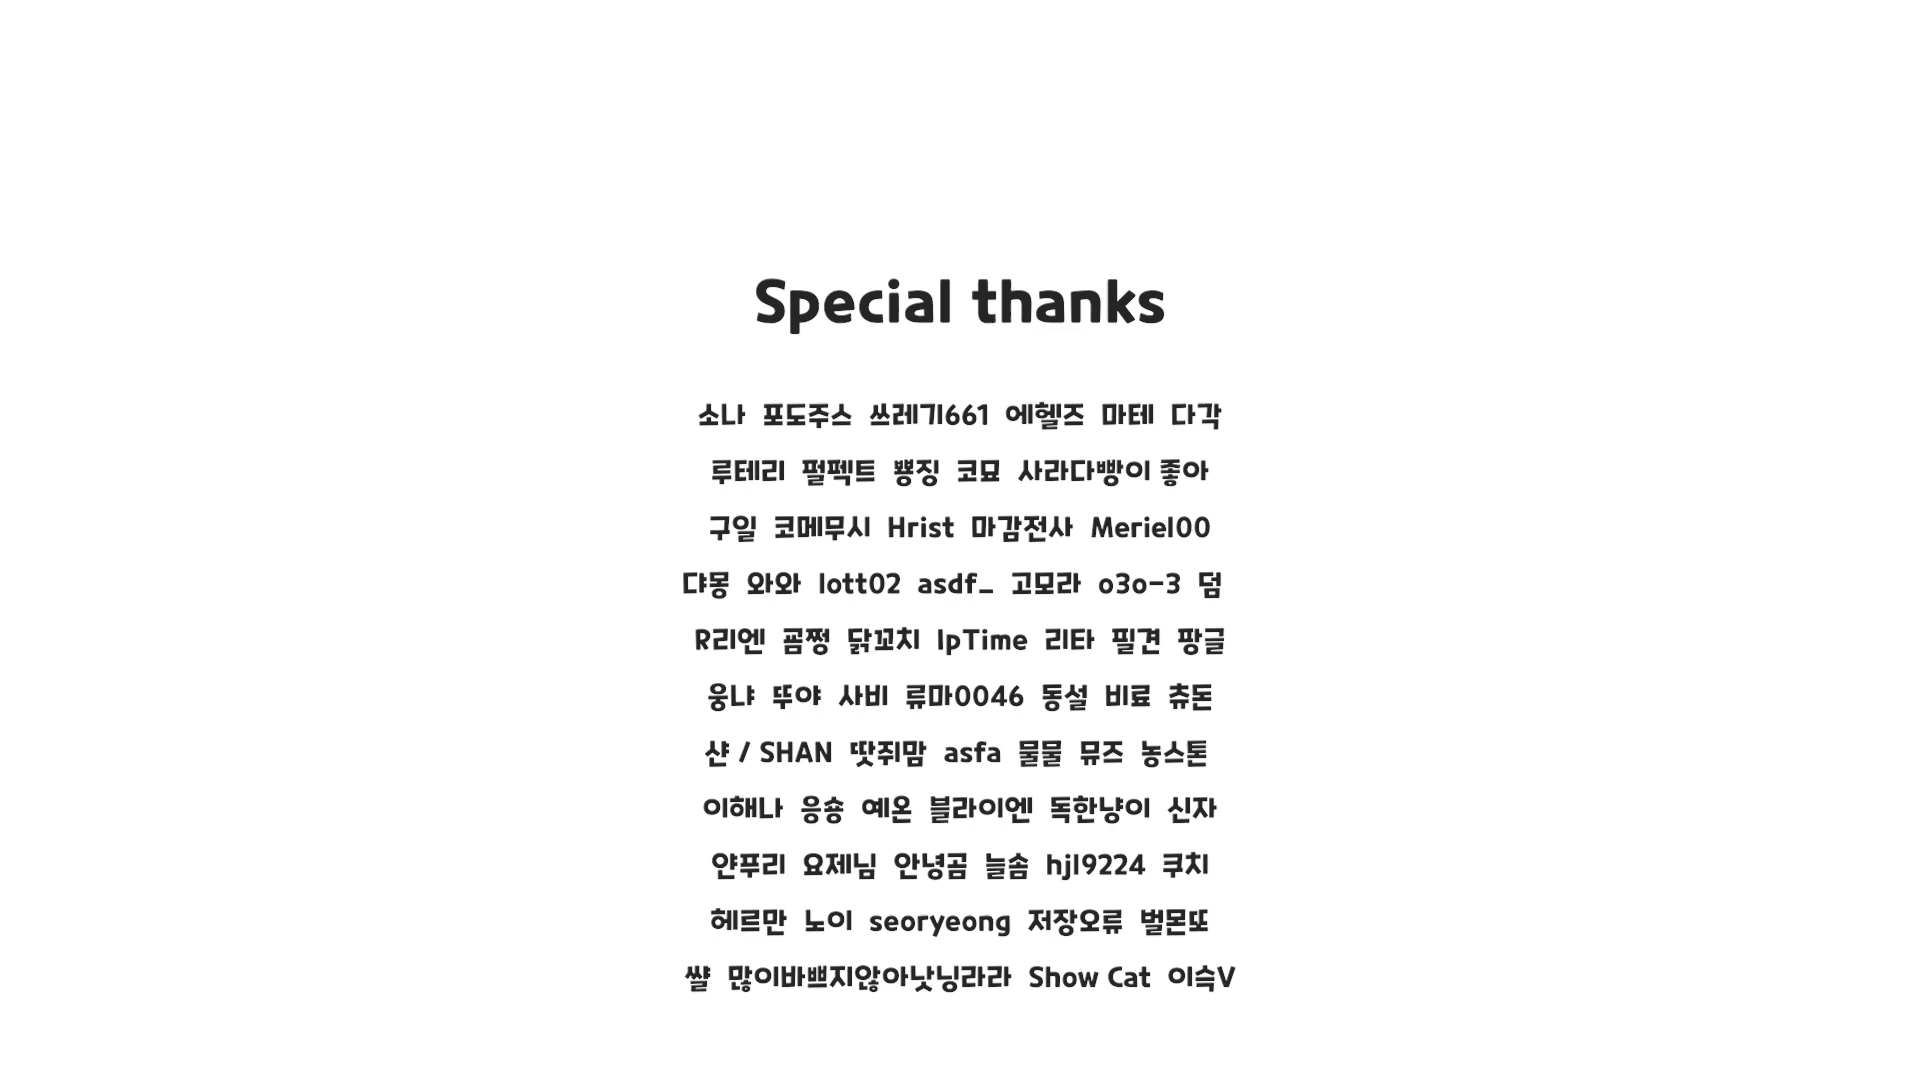 Special thanks
소나 포도주스 쓰레기661 에헬즈 마테 다각
루테리 펄펙트 뿅징 코묘 사라다빵이 좋아
구일 코메무시 Hrist 마감전사 Meriel00
댜몽 와와 lott02 asdf_ 고모라 o3o-3 덤
R리엔 굠쩡 닭꼬치 IpTime 리타 필견 팡글
웅냐 뚜야 사비 류마0046 동설 비료 츄돈
샨 / SHAN 땃쥐맘 asfa 물물 뮤즈 농스톤
이해나 응숑 예온 블라이엔 독한냥이 신자
얀푸리 요제님 안녕곰 늘솜 hjl9224 쿠치
헤르만 노이 seoryeong 저장오류 벌몬또
쌸 많이바쁘지않아낫닝라라 Show Cat 이슥V